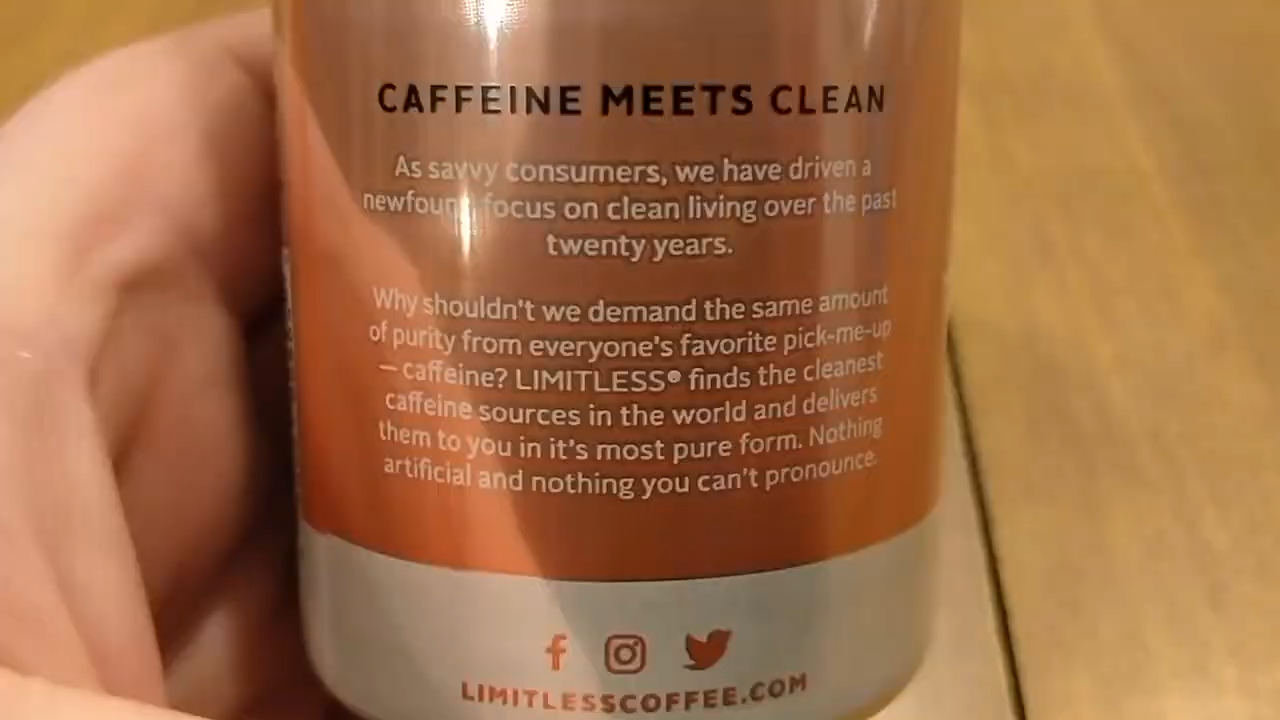 CAFFEINE MEETS CLEAN
As savvy consumers, we have driven a
newfound focus on clean living over the past
twenty years.
Why shouldn't we demand the same amount
of purity from everyone's favorite pick-me-up
– caffeine? LIMITLESS® finds the cleanest
caffeine sources in the world and delivers
them to you in it's most pure form. Nothing
artificial and nothing you can't pronounce.
LIMITLESSCOFFEE.COM